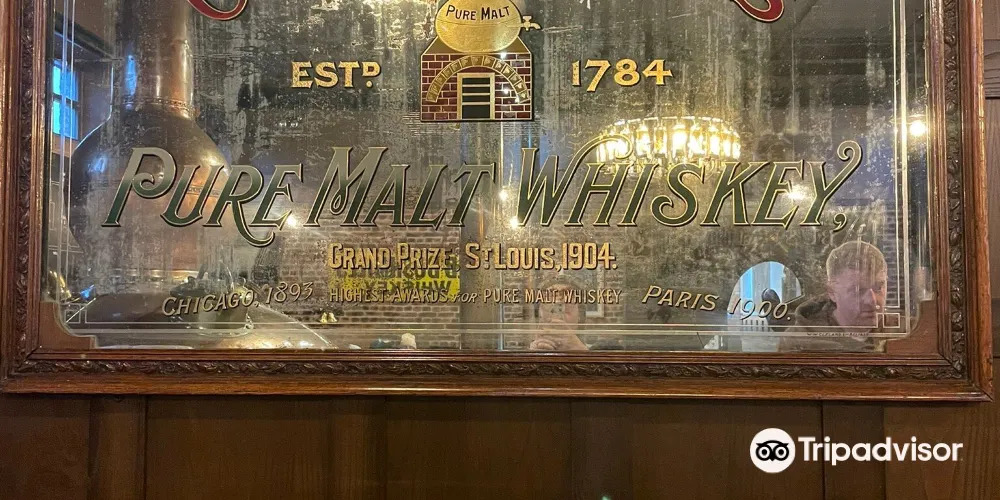 PURE MALT
ESTD 1784
PURE MALT WHISKEY,
GRAND PRIZE, ST LOUIS, 1904.
CHICAGO, 1893 HIGHEST AWARDS FOR PURE MALT WHISKEY PARIS 1900.
Tripadvisor